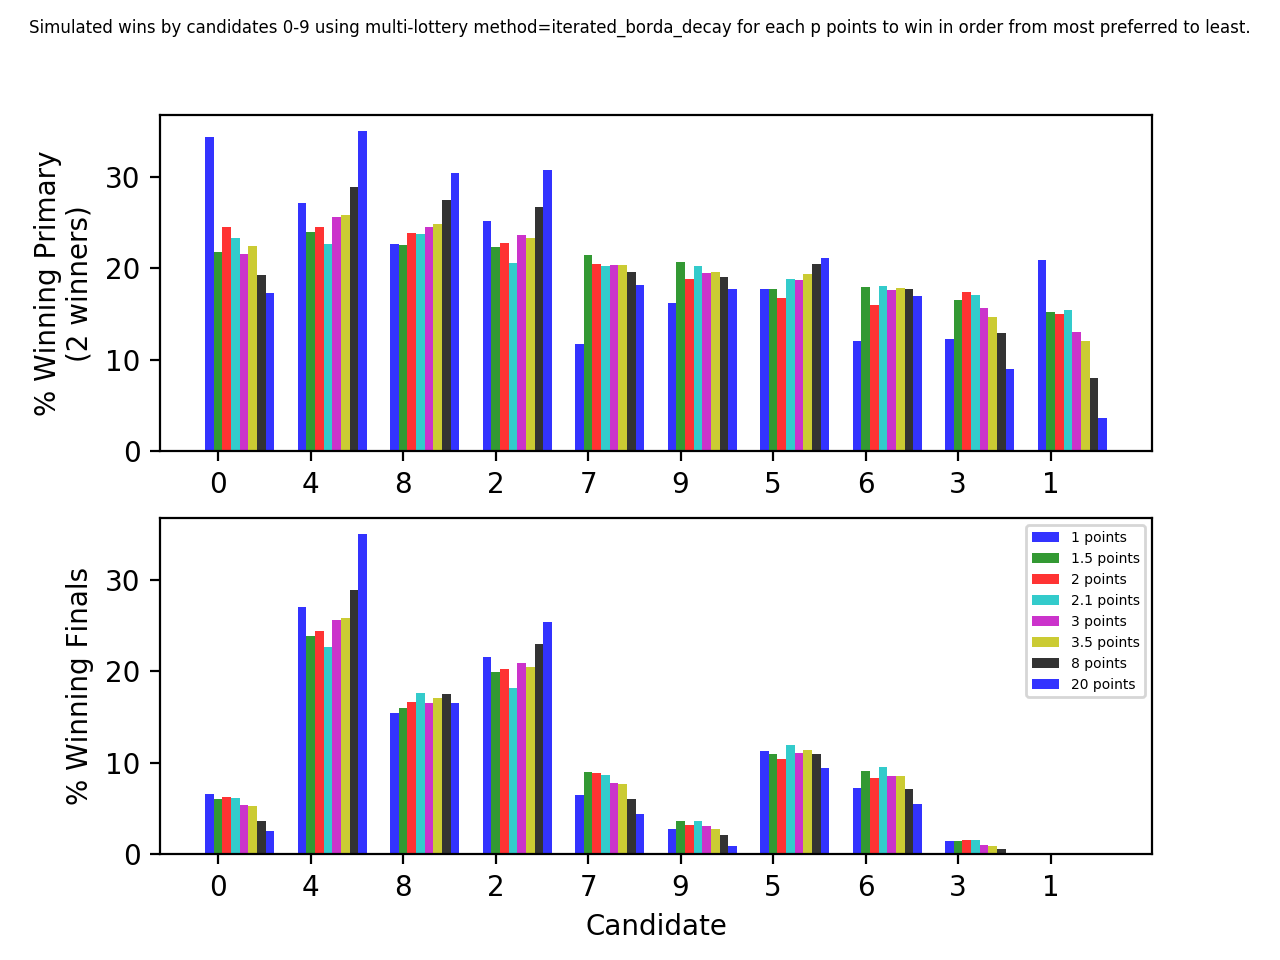 Simulated wins by candidates 0-9 using multi-lottery method=iterated_borda_decay for each p points to win in order from most preferred to least.
% Winning Primary
(2 winners)
30
20
10
0
0 4 8 2 7 9 5 6 3 1
% Winning Finals
30
20
10
0
1 points
1.5 points
2 points
2.1 points
3 points
3.5 points
8 points
20 points
0 4 8 2 7 9 5 6 3 1
Candidate